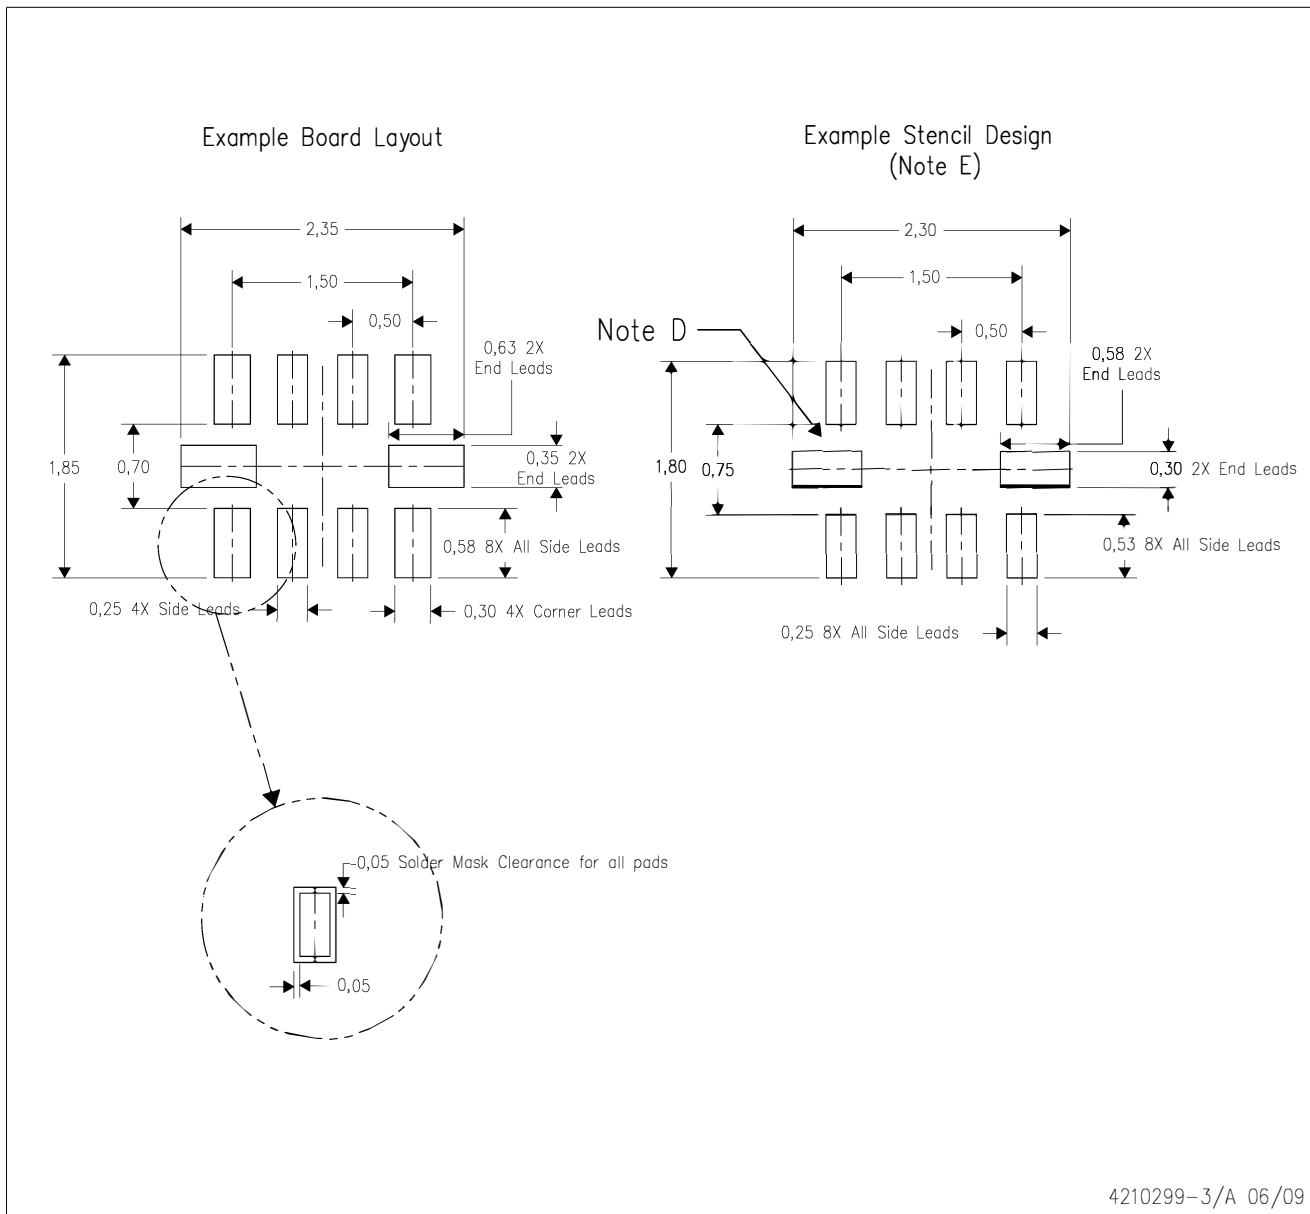 Example Board Layout
2,35
1,50
0,50
0,63 2X
End Leads
1,85
0,70
0,35 2X
End Leads
0,58 8X All Side Leads
0,25 4X Side Leads
0,30 4X Corner Leads
0,05 Solder Mask Clearance for all pads
0,05
Example Stencil Design
(Note E)
2,30
1,50
0,50
Note D
0,58 2X
End Leads
1,80
0,75
0,30 2X End Leads
0,53 8X All Side Leads
0,25 8X All Side Leads
4210299-3/A 06/09